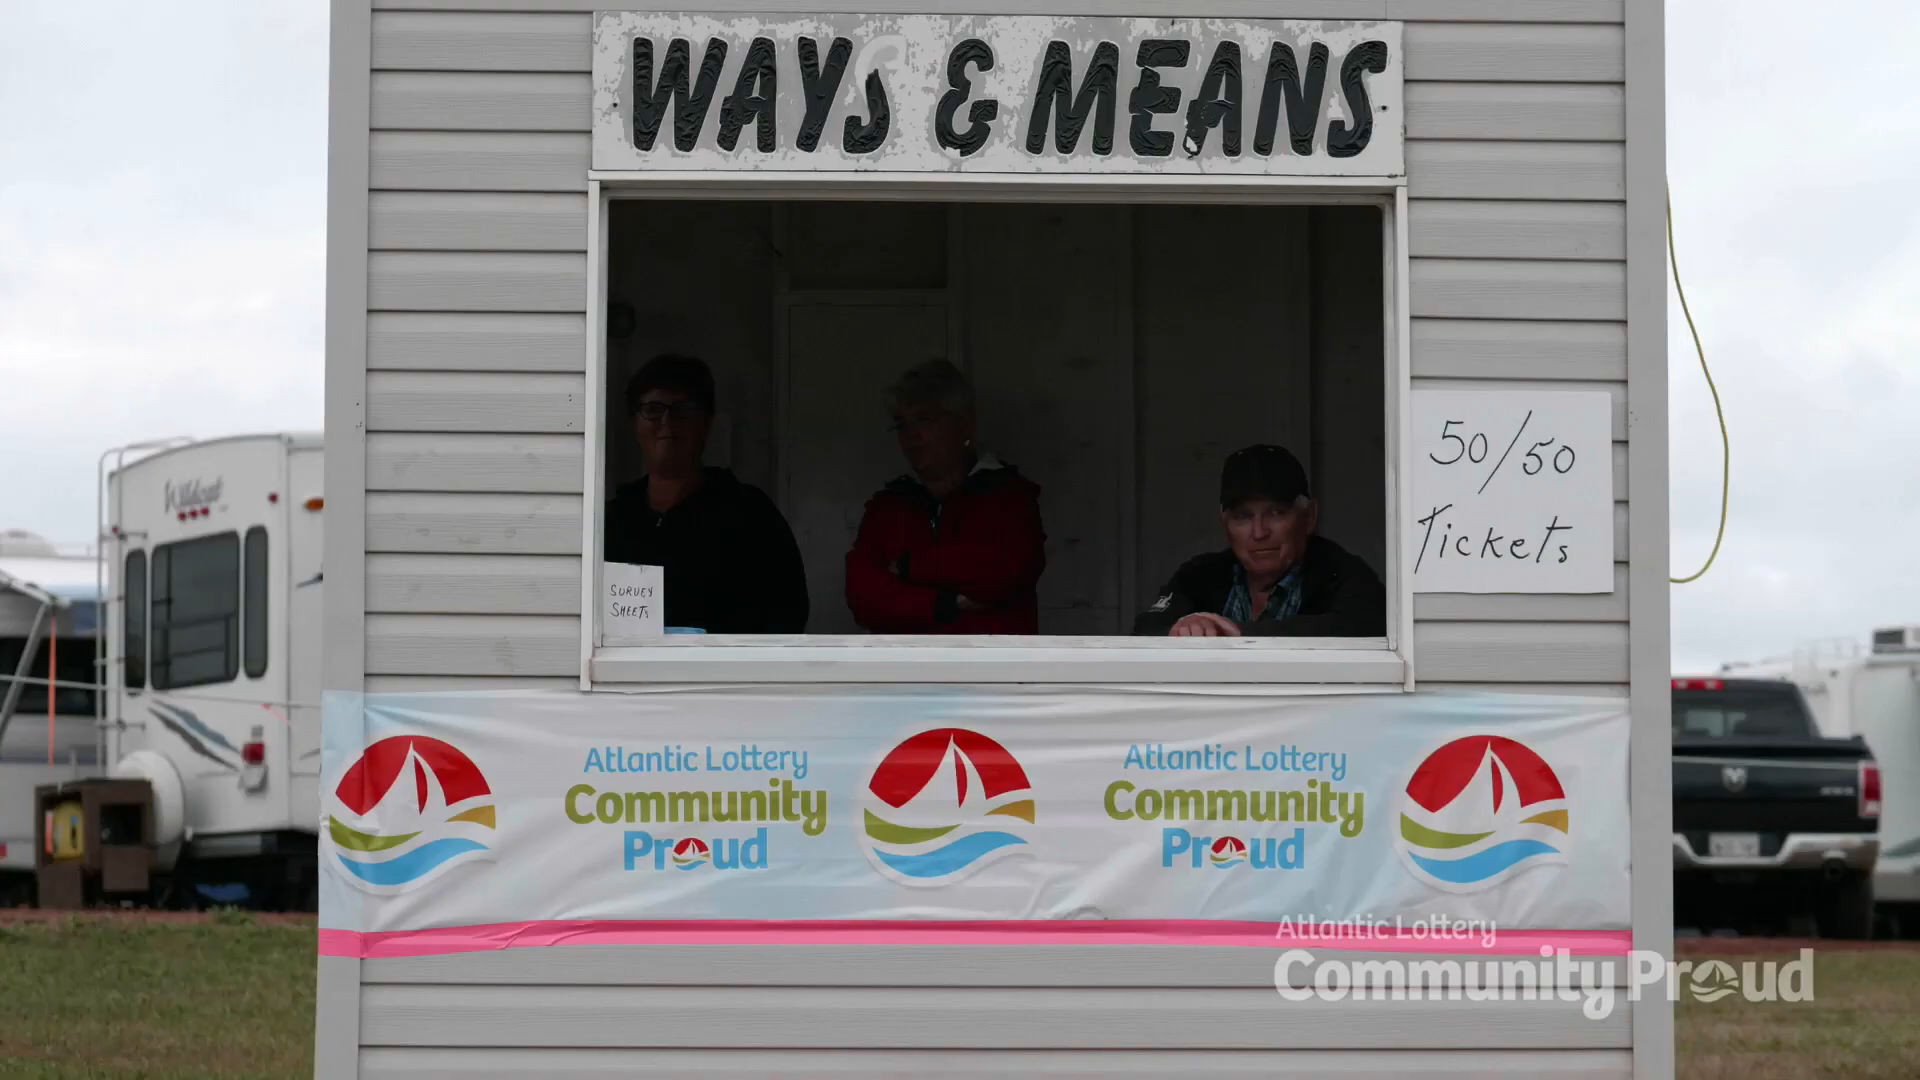 WAYS & MEANS
Wildcat
50/50
Tickets
SURVEY
SHEETS
Atlantic Lottery
Community
Proud
Atlantic Lottery
Community
Proud
Atlantic Lottery
Community Proud